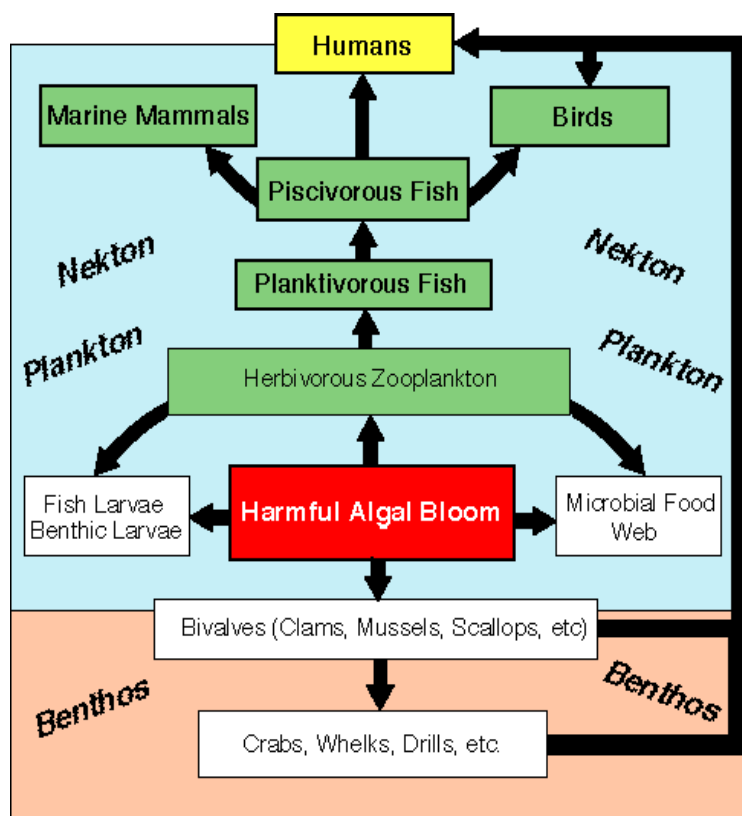 Humans
Marine Mammals
Birds
Piscivorous Fish
Nekton
Nekton
Planktivorous Fish
Plankton
Plankton
Herbivorous Zooplankton
Fish Larvae
Benthic Larvae
Harmful Algal Bloom
Microbial Food
Web
Bivalves (Clams, Mussels, Scallops, etc)
Benthos
Benthos
Crabs, Whelks, Drills, etc.